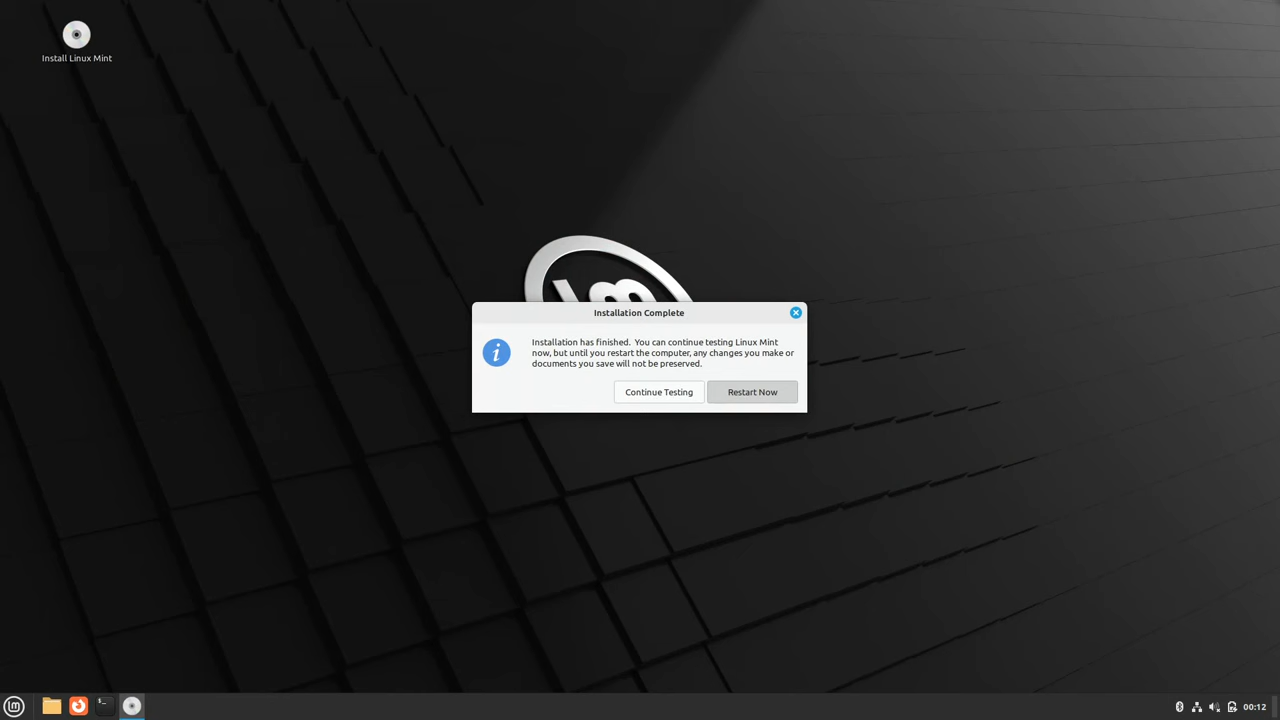 Install Linux Mint
Installation Complete
Installation has finished.  You can continue testing Linux Mint
now, but until you restart the computer, any changes you make or
documents you save will not be preserved.
Continue Testing
Restart Now
00:12